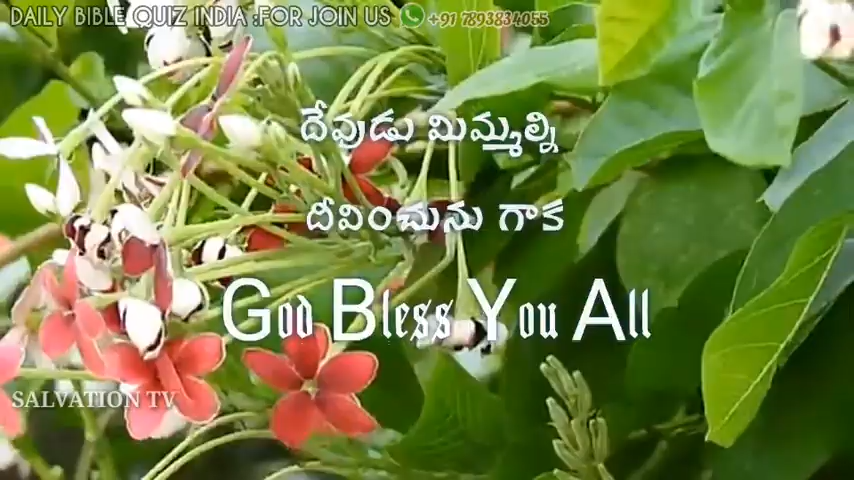 DAILY BIBLE QUIZ INDIA :FOR JOIN US +91 7893834055
దేవుడు మిమ్మల్ని
దీవించును గాక
God Bless You All
SALVATION TV